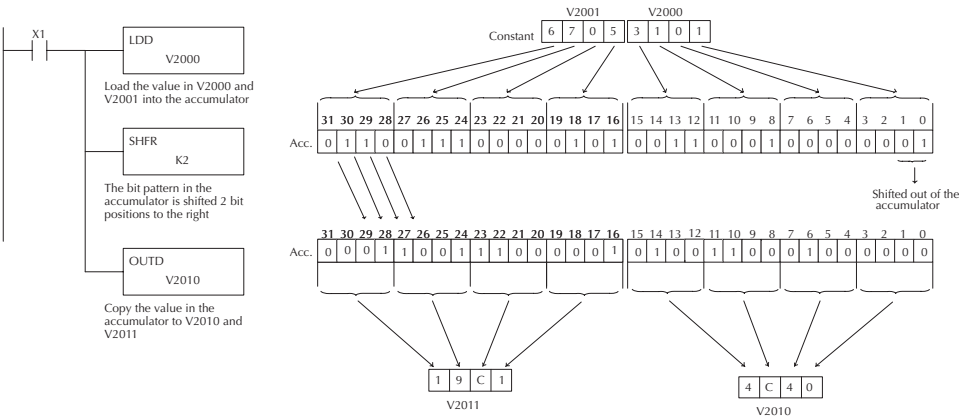 X1
LDD
V2000
Load the value in V2000 and
V2001 into the accumulator
SHFR
K2
The bit pattern in the
accumulator is shifted 2 bit
positions to the right
OUTD
V2010
Copy the value in the
accumulator to V2010 and
V2011
V2001 V2000
Constant 6 7 0 5 3 1 0 1
31 30 29 28 27 26 25 24 23 22 21 20 19 18 17 16 15 14 13 12 11 10 9 8 7 6 5 4 3 2 1 0
Acc. 0 1 1 0 0 1 1 1 0 0 0 0 0 1 0 1 0 0 1 1 0 0 0 1 0 0 0 0 0 0 0 1
Shifted out of the
accumulator
31 30 29 28 27 26 25 24 23 22 21 20 19 18 17 16 15 14 13 12 11 10 9 8 7 6 5 4 3 2 1 0
Acc. 0 0 0 1 1 0 0 1 1 1 0 0 0 0 0 1 0 1 0 0 1 1 0 0 0 1 0 0 0 0 0 0
1 9 C 1
V2011
4 C 4 0
V2010